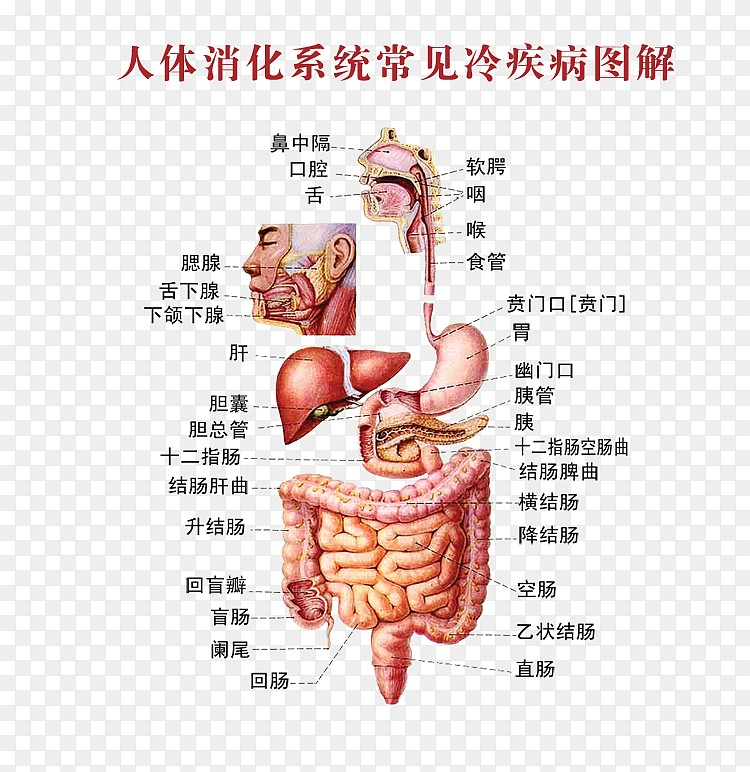 人体消化系统常见冷疾病图解
鼻中隔
口腔
舌
软腭
咽
喉
食管
腮腺
舌下腺
下颌下腺
贲门口[贲门]
胃
肝
幽门口
胰管
胆囊
胰
胆总管
十二指肠空肠曲
十二指肠
结肠脾曲
结肠肝曲
横结肠
升结肠
降结肠
回盲瓣
空肠
盲肠
乙状结肠
阑尾
直肠
回肠